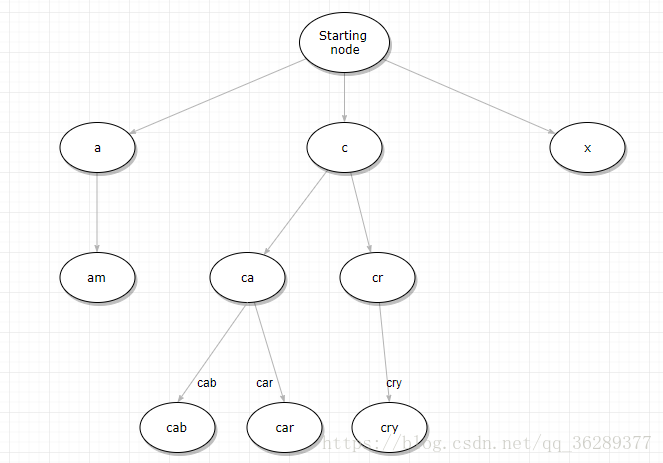 Starting
node
a
c
x
am
ca
cr
cab
car
cry
cab
car
cry
https://blog.csdn.net/qq_36289377